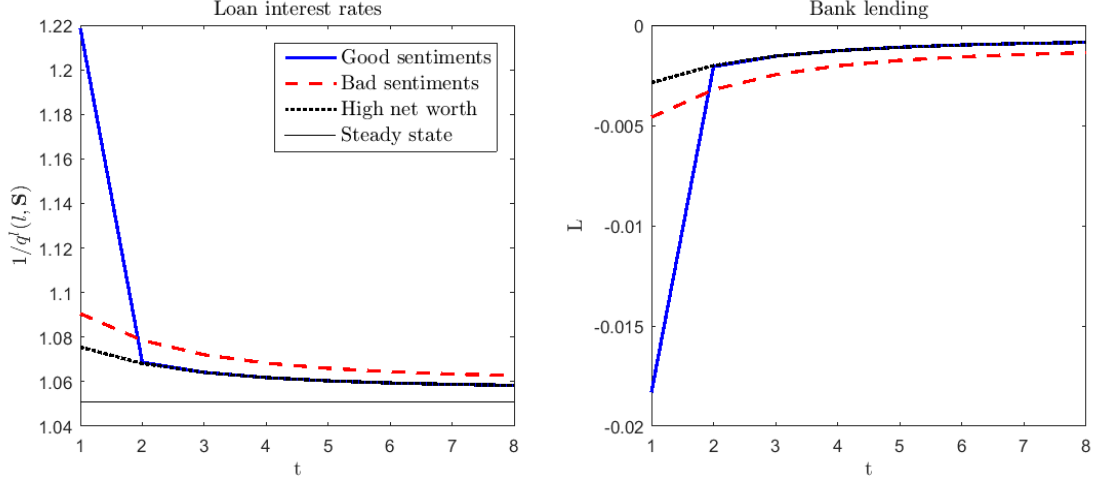 Loan interest rates
1.22
1.2
1.18
1.16
1.14
1.12
1.1
1.08
1.06
1.04
1/q^l(l, S)
1 2 3 4 5 6 7 8
t
Good sentiments
Bad sentiments
High net worth
Steady state
Bank lending
0
-0.005
-0.01
-0.015
-0.02
L
1 2 3 4 5 6 7 8
t